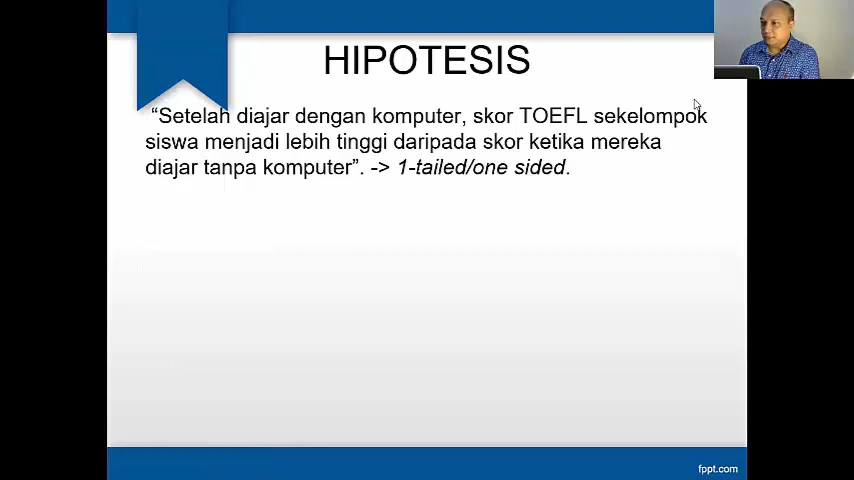 HIPOTESIS
“Setelah diajar dengan komputer, skor TOEFL sekelompok
siswa menjadi lebih tinggi daripada skor ketika mereka
diajar tanpa komputer”. -> 1-tailed/one sided.
fppt.com